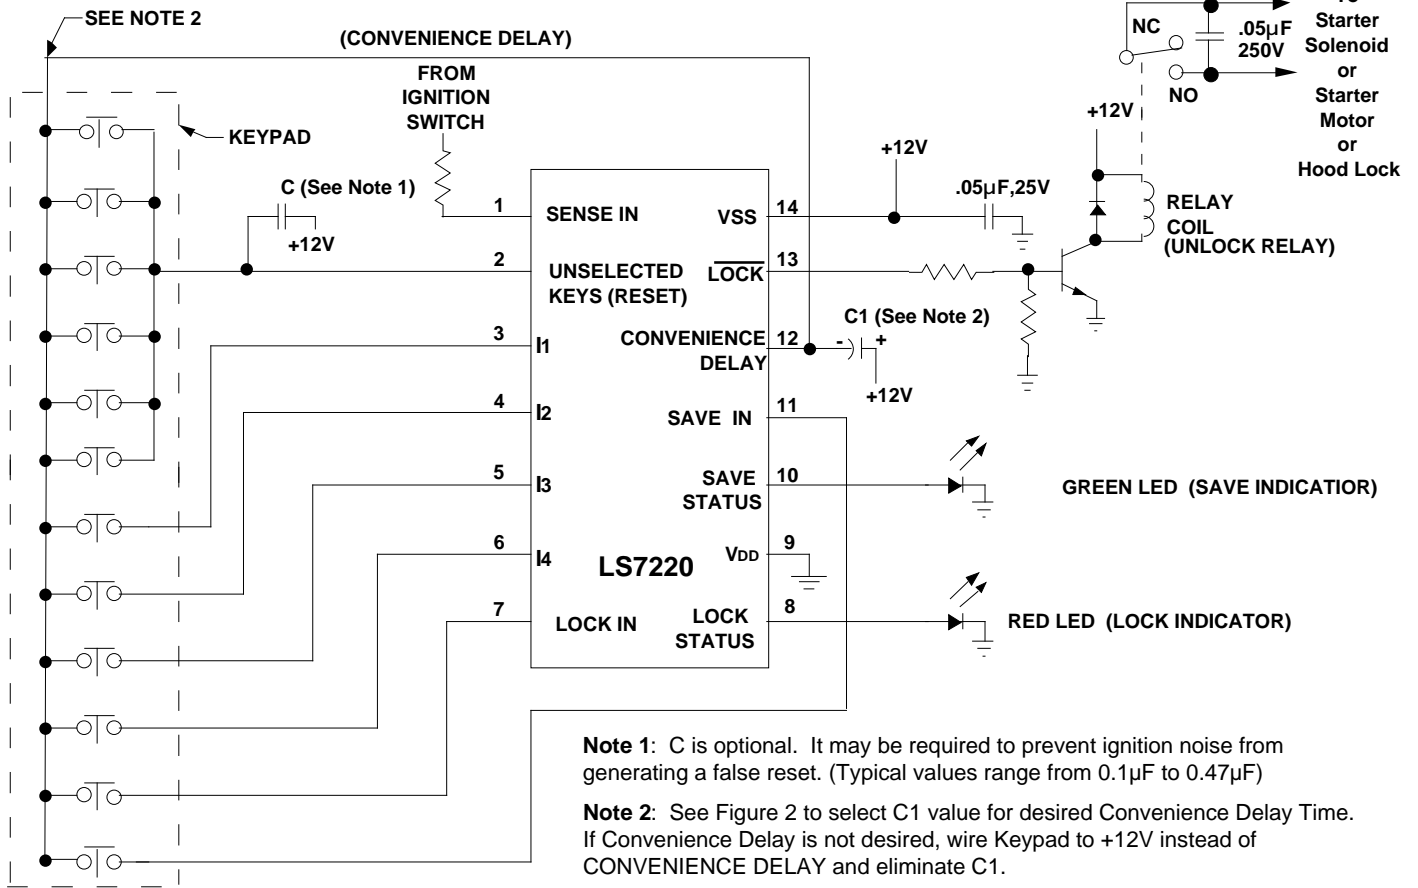 SEE NOTE 2
(CONVENIENCE DELAY)
FROM
IGNITION
SWITCH
KEYPAD
C (See Note 1)
+12V
1
SENSE IN
2
UNSELECTED
KEYS (RESET)
3
I1
4
I2
5
I3
6
I4
7
LOCK IN
LS7220
VSS
14
LOCK
13
CONVENIENCE
DELAY
12
SAVE IN
11
SAVE
STATUS
10
VDD
9
LOCK
STATUS
8
+12V
.05µF,25V
C1 (See Note 2)
-
+
+12V
+12V
RELAY
COIL
(UNLOCK RELAY)
NC
NO
.05µF
250V
Starter
Solenoid
or
Starter
Motor
or
Hood Lock
GREEN LED (SAVE INDICATIOR)
RED LED (LOCK INDICATOR)
Note 1: C is optional. It may be required to prevent ignition noise from
generating a false reset. (Typical values range from 0.1µF to 0.47µF)
Note 2: See Figure 2 to select C1 value for desired Convenience Delay Time.
If Convenience Delay is not desired, wire Keypad to +12V instead of
CONVENIENCE DELAY and eliminate C1.